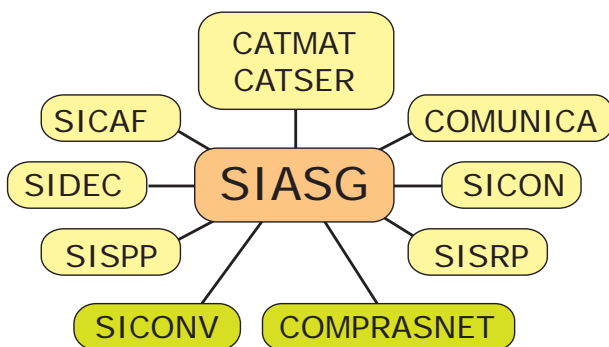 CATMAT
CATSER
SICAF
COMUNICA
SIASG
SIDEC
SICON
SISPP
SISRP
SICONV
COMPRASNET